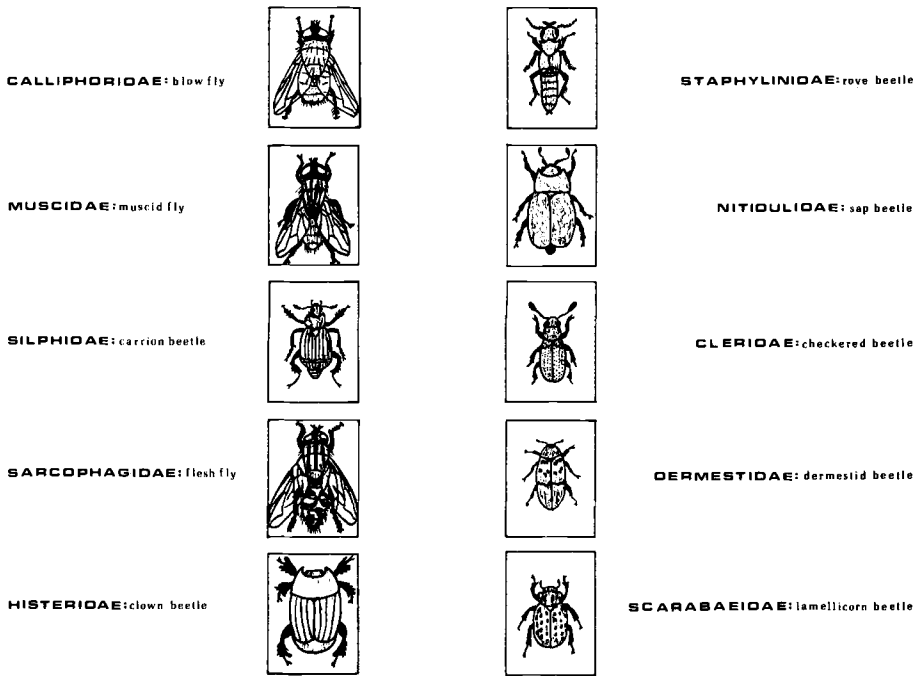 CALLIPHORIDAE: blow fly
STAPHYLINIDAE: rove beetle
MUSCIDAE: muscid fly
NITIDULIDAE: sap beetle
SILPHIDAE: carrion beetle
CLERIDAE: checkered beetle
SARCOPHAGIDAE: flesh fly
DERMESTIDAE: dermestid beetle
HISTERIDAE: clown beetle
SCARABAEIDAE: lamellicorn beetle